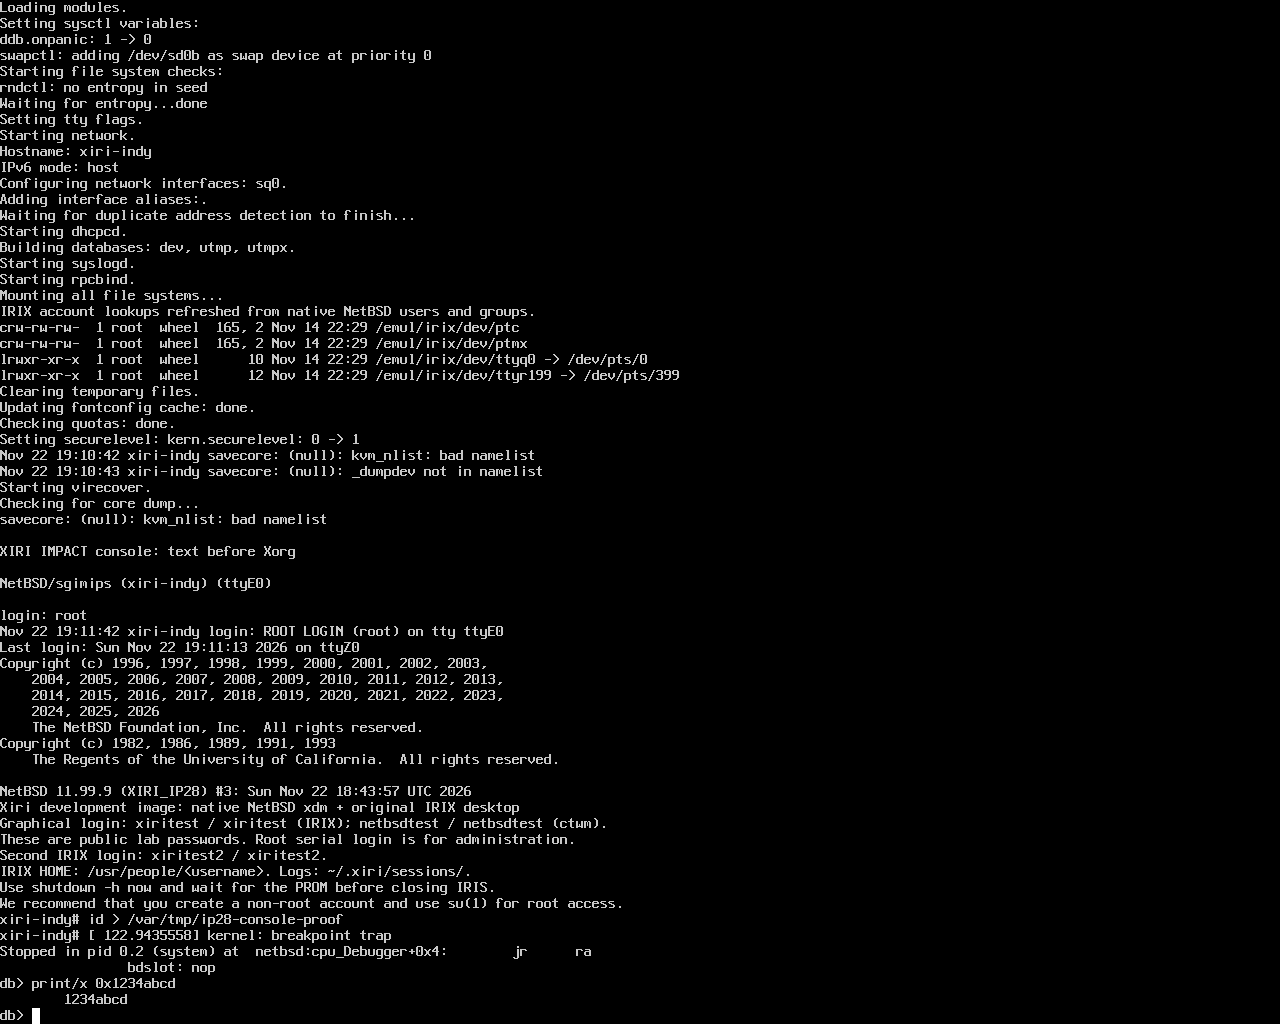 Loading modules.
Setting sysctl variables:
ddb.onpanic: 1 -> 0
swapctl: adding /dev/sd0b as swap device at priority 0
Starting file system checks:
rndctl: no entropy in seed
Waiting for entropy...done
Setting tty flags.
Starting network.
Hostname: xiri-indy
IPv6 mode: host
Configuring network interfaces: sq0.
Adding interface aliases:.
Waiting for duplicate address detection to finish...
Starting dhcpcd.
Building databases: dev, utmp, utmpx.
Starting syslogd.
Starting rpcbind.
Mounting all file systems...
IRIX account lookups refreshed from native NetBSD users and groups.
crw-rw-rw-  1 root  wheel  165, 2 Nov 14 22:29 /emul/irix/dev/ptc
crw-rw-rw-  1 root  wheel  165, 2 Nov 14 22:29 /emul/irix/dev/ptmx
lrwxr-xr-x  1 root  wheel      10 Nov 14 22:29 /emul/irix/dev/ttyq0 -> /dev/pts/0
lrwxr-xr-x  1 root  wheel      12 Nov 14 22:29 /emul/irix/dev/ttyr199 -> /dev/pts/399
Clearing temporary files.
Updating fontconfig cache: done.
Checking quotas: done.
Setting securelevel: kern.securelevel: 0 -> 1
Nov 22 19:10:42 xiri-indy savecore: (null): kvm_nlist: bad namelist
Nov 22 19:10:43 xiri-indy savecore: (null): _dumpdev not in namelist
Starting virecover.
Checking for core dump...
savecore: (null): kvm_nlist: bad namelist
XIRI IMPACT console: text before Xorg
NetBSD/sgimips (xiri-indy) (ttyE0)
login: root
Nov 22 19:11:42 xiri-indy login: ROOT LOGIN (root) on tty ttyE0
Last login: Sun Nov 22 19:11:13 2026 on ttyZ0
Copyright (c) 1996, 1997, 1998, 1999, 2000, 2001, 2002, 2003,
    2004, 2005, 2006, 2007, 2008, 2009, 2010, 2011, 2012, 2013,
    2014, 2015, 2016, 2017, 2018, 2019, 2020, 2021, 2022, 2023,
    2024, 2025, 2026
    The NetBSD Foundation, Inc.  All rights reserved.
Copyright (c) 1982, 1986, 1989, 1991, 1993
    The Regents of the University of California.  All rights reserved.
NetBSD 11.99.9 (XIRI_IP28) #3: Sun Nov 22 18:43:57 UTC 2026
Xiri development image: native NetBSD xdm + original IRIX desktop
Graphical login: xiritest / xiritest (IRIX); netbsdtest / netbsdtest (ctwm).
These are public lab passwords. Root serial login is for administration.
Second IRIX login: xiritest2 / xiritest2.
IRIX HOME: /usr/people/<username>. Logs: ~/.xiri/sessions/.
Use shutdown -h now and wait for the PROM before closing IRIS.
We recommend that you create a non-root account and use su(1) for root access.
xiri-indy# id > /var/tmp/ip28-console-proof
xiri-indy# [ 122.9435558] kernel: breakpoint trap
Stopped in pid 0.2 (system) at  netbsd:cpu_Debugger+0x4:        jr      ra
                bdslot: nop
db> print/x 0x1234abcd
        1234abcd
db>